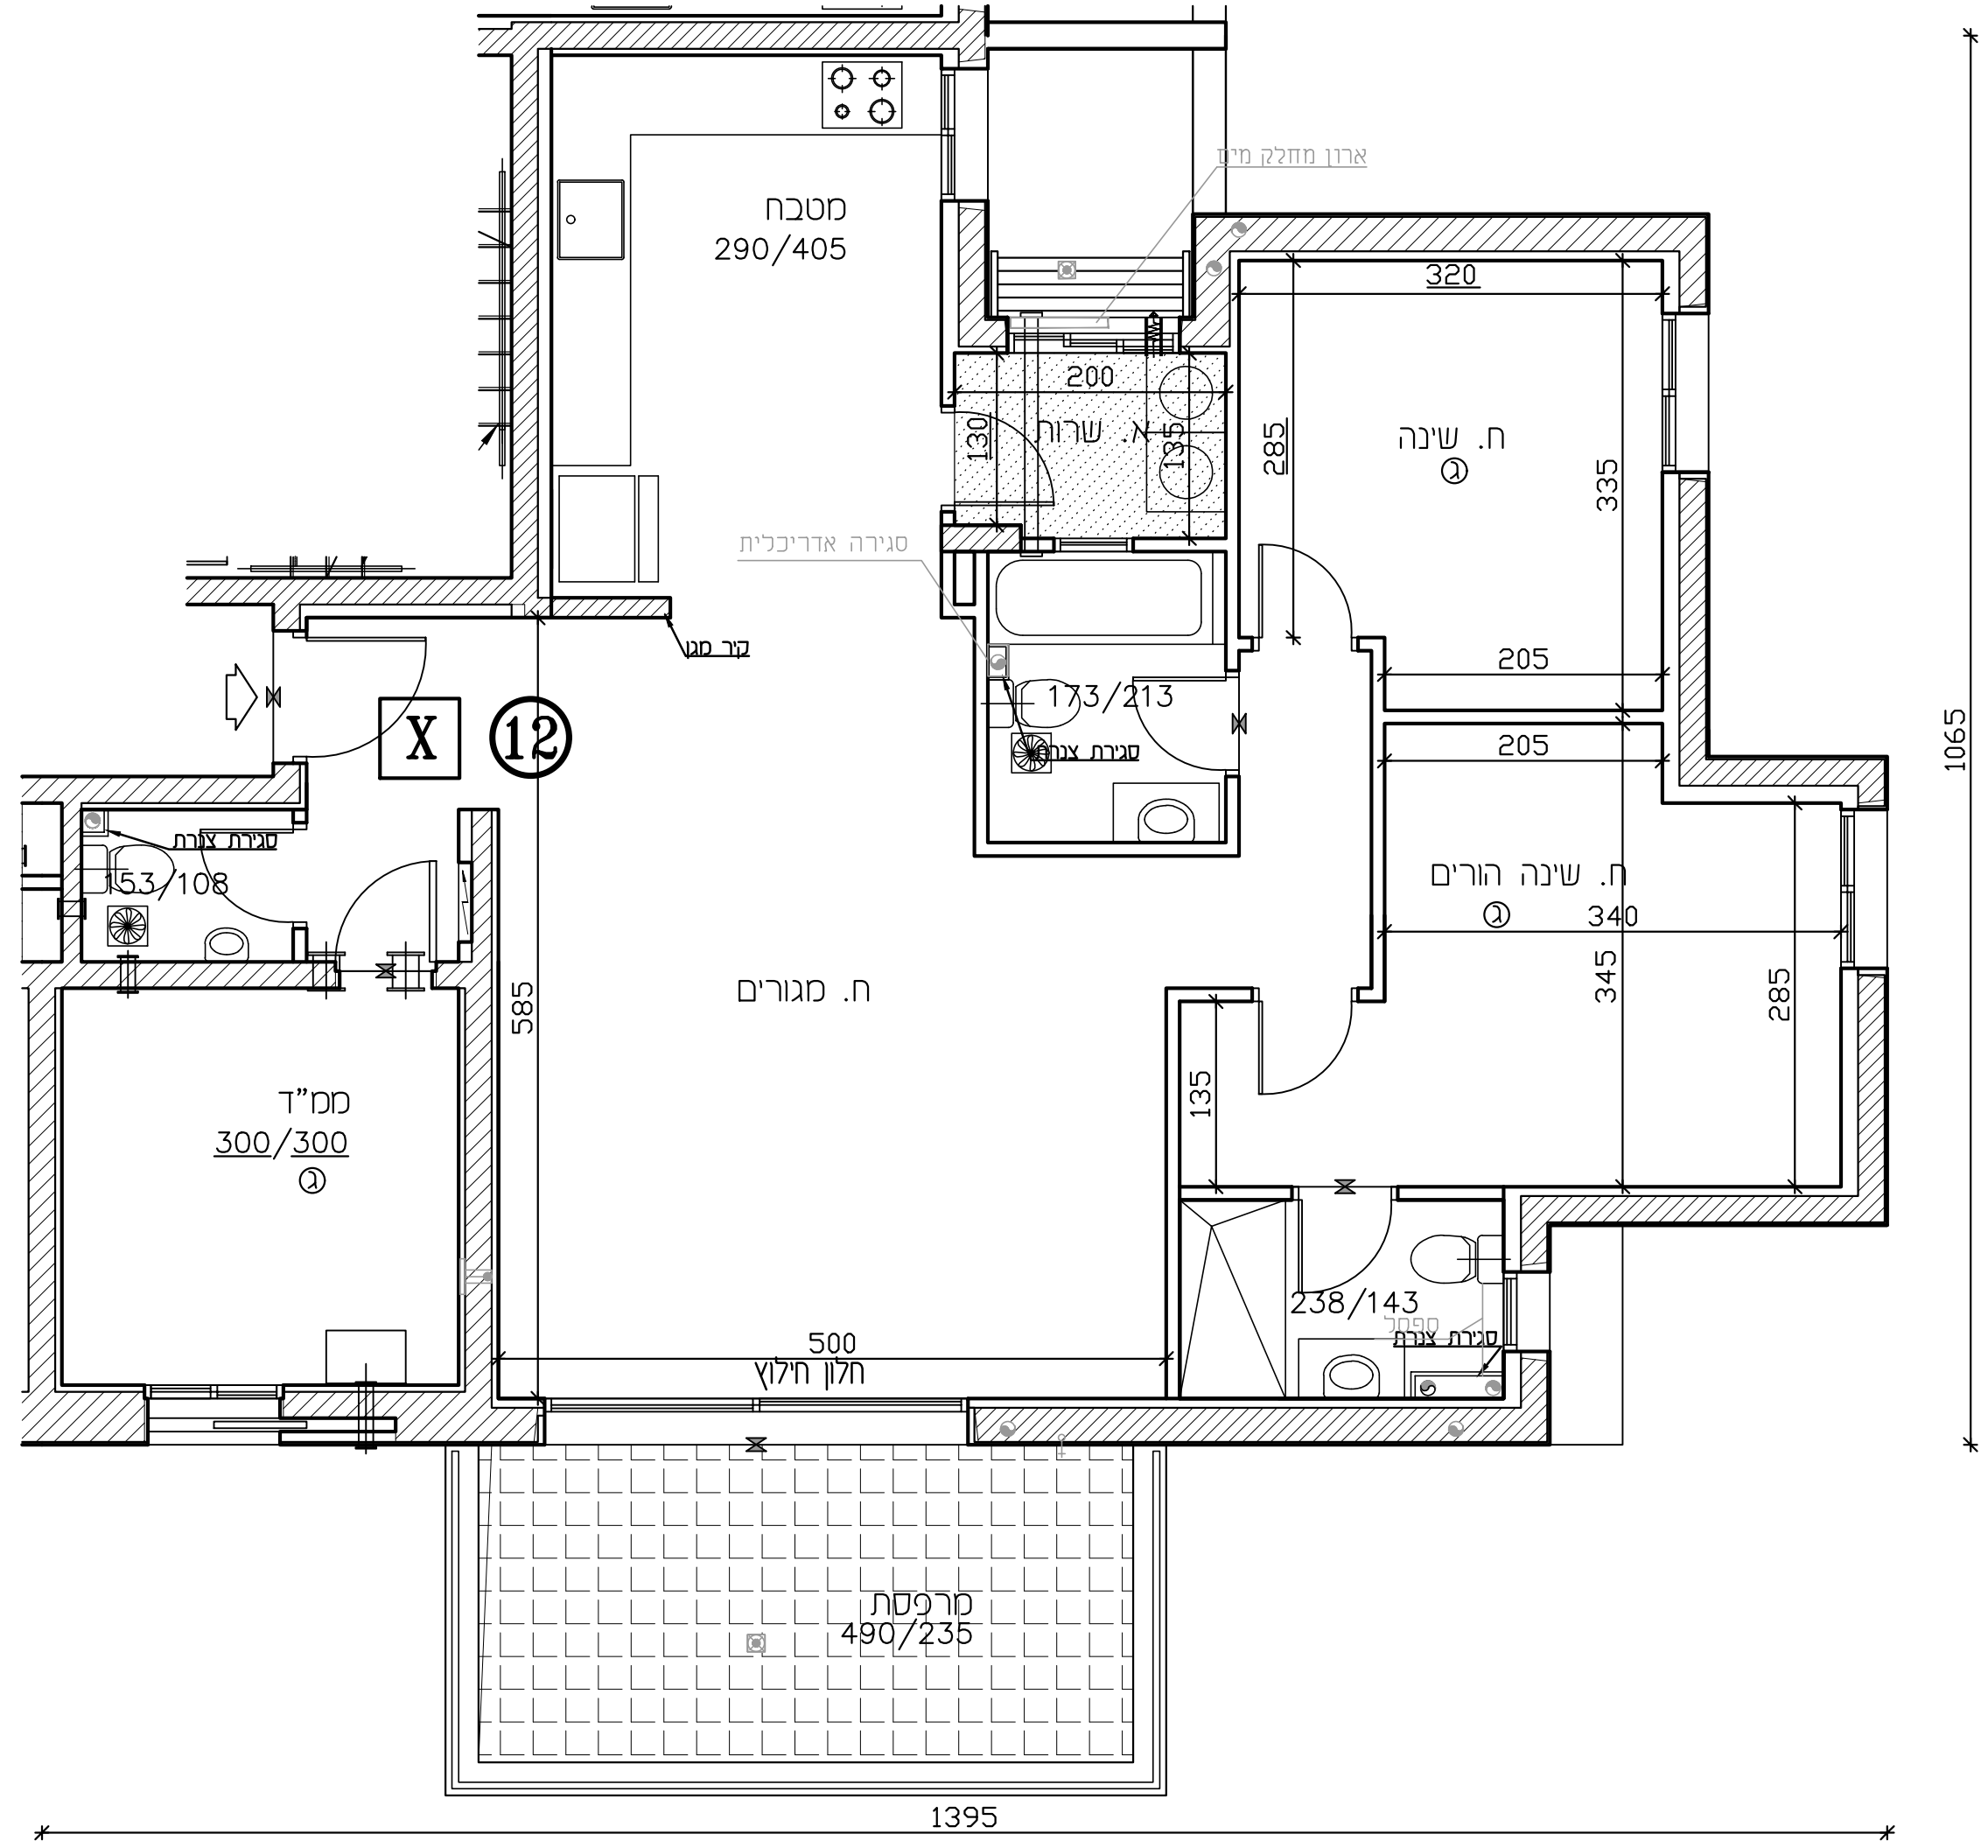 ארון מחלק מים
מטבח
290/405
320
200
א. שרות
130
135
285
ח. שינה
ג
335
סגירה אדריכלית
קיר מגן
173/213
סגירת צנרת
205
205
1065
X
12
סגירת צנרת
153/108
ח. שינה הורים
ג
340
345
285
585
ח. מגורים
135
ממ"ד
300/300
ג
238/143
ספסל
סגירת צנרת
500
חלון חילוץ
מרפסת
490/235
1395